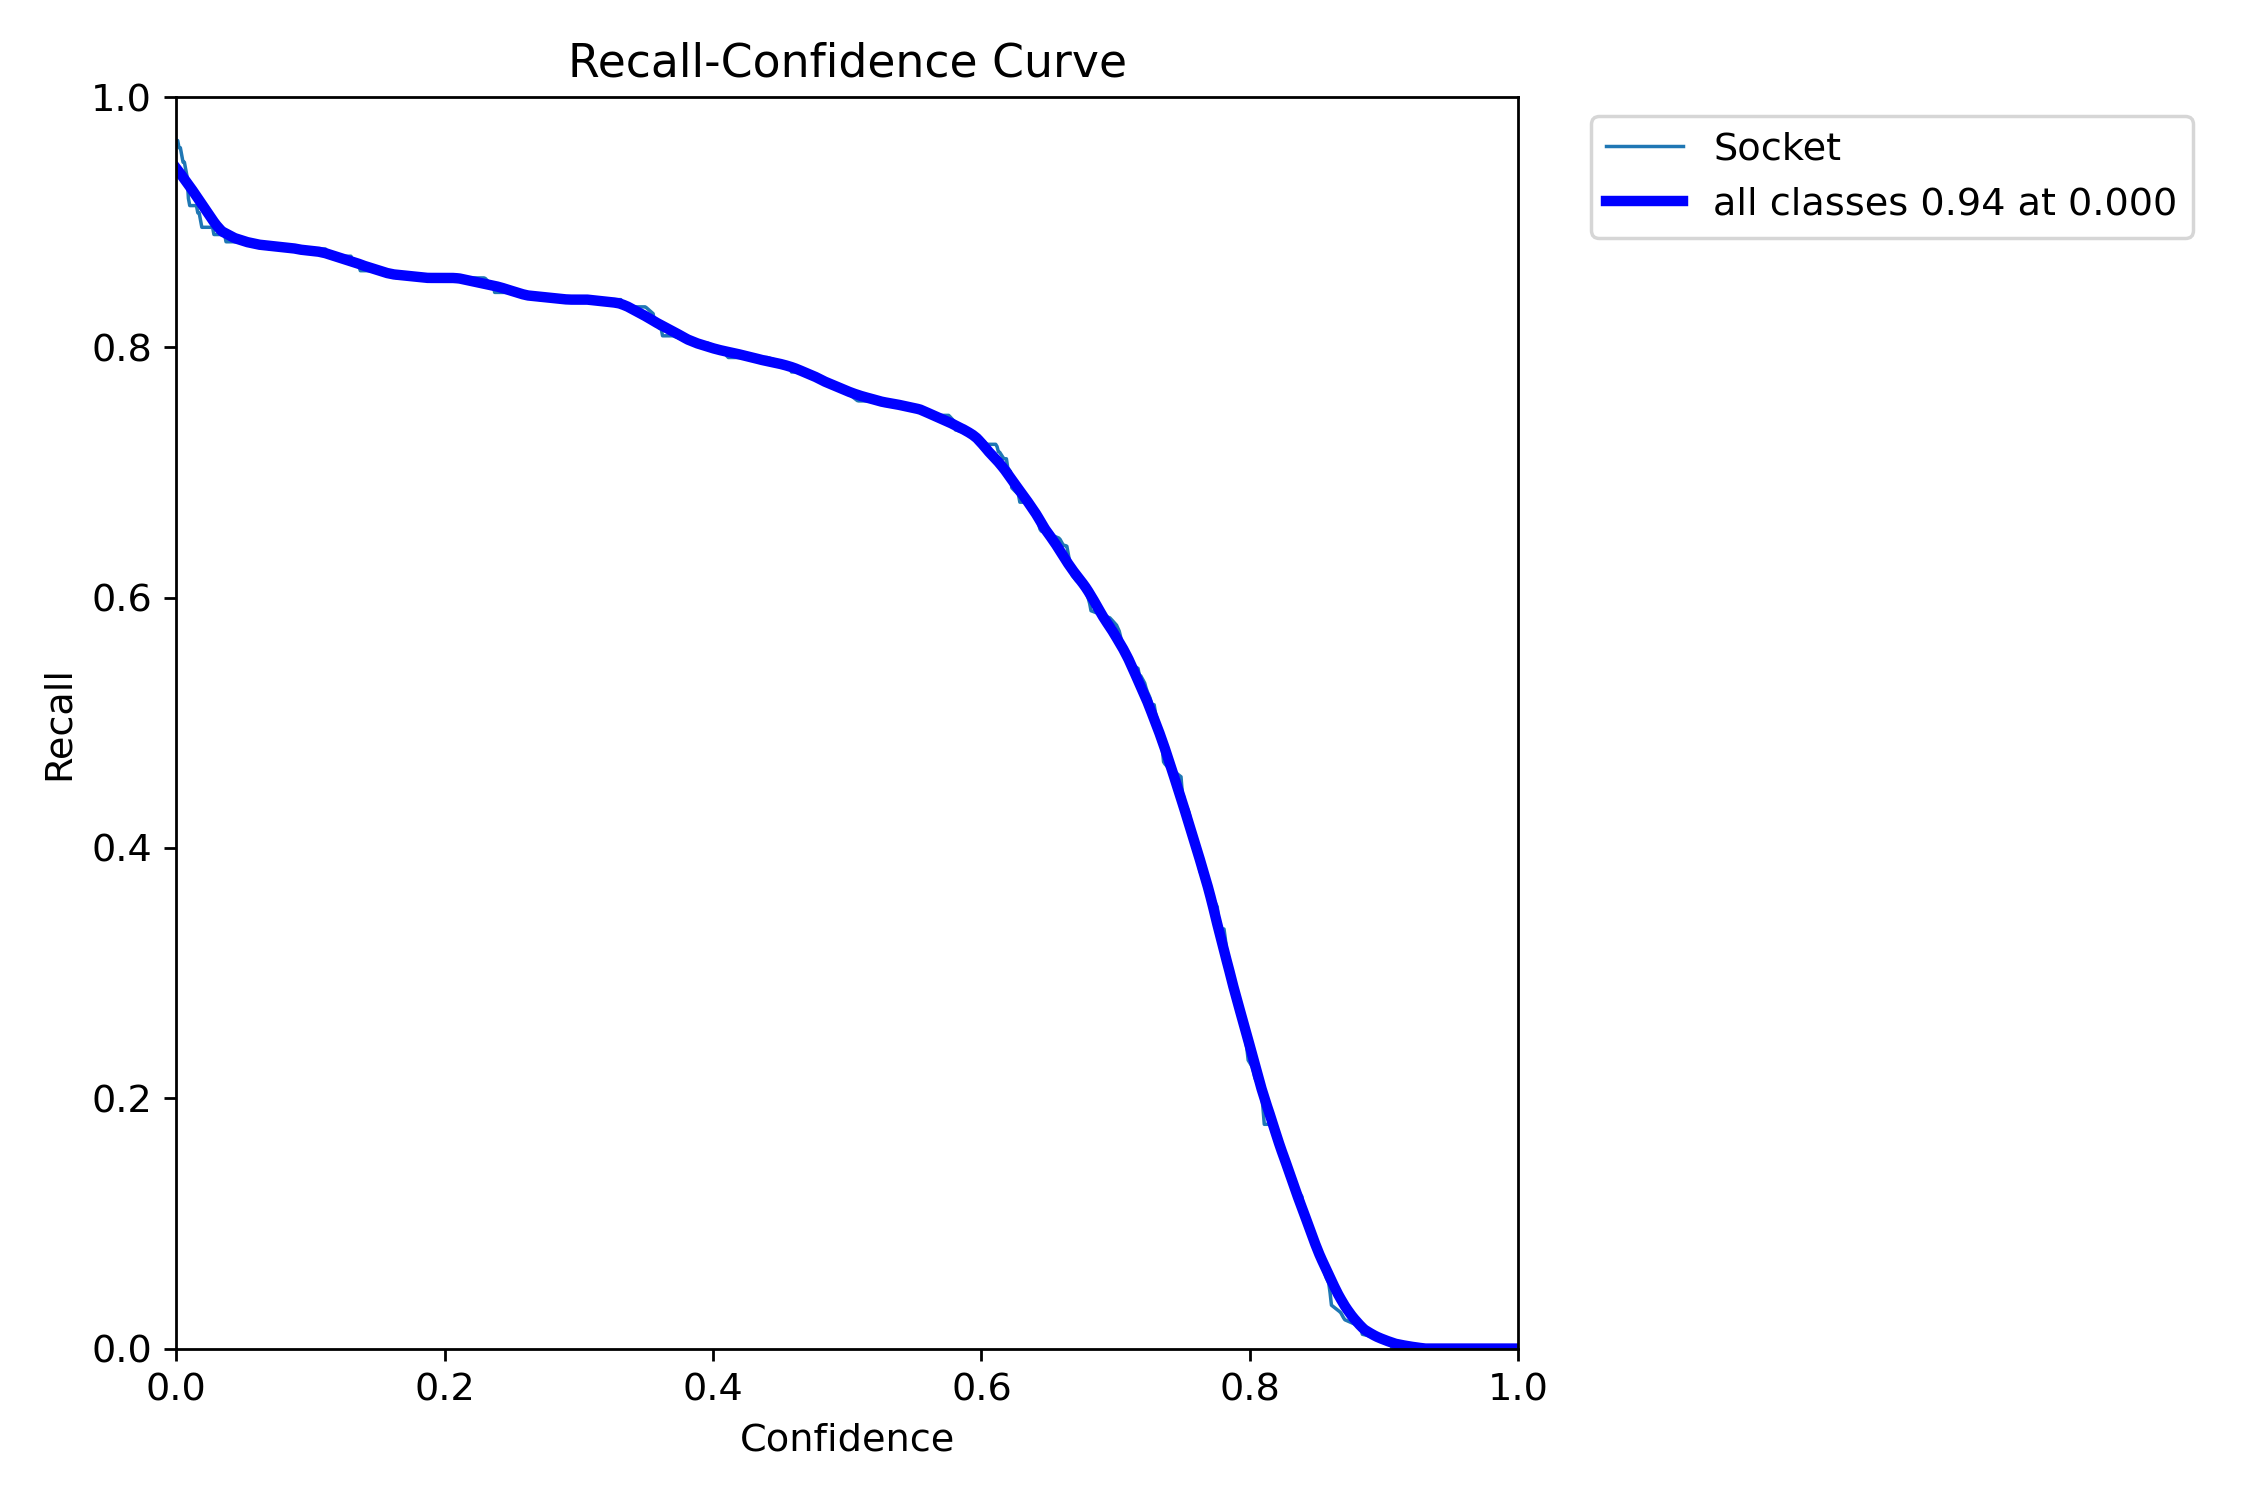 Recall-Confidence Curve
1.0
0.8
0.6
0.4
0.2
0.0
Recall
0.0 0.2 0.4 0.6 0.8 1.0
Confidence
Socket
all classes 0.94 at 0.000